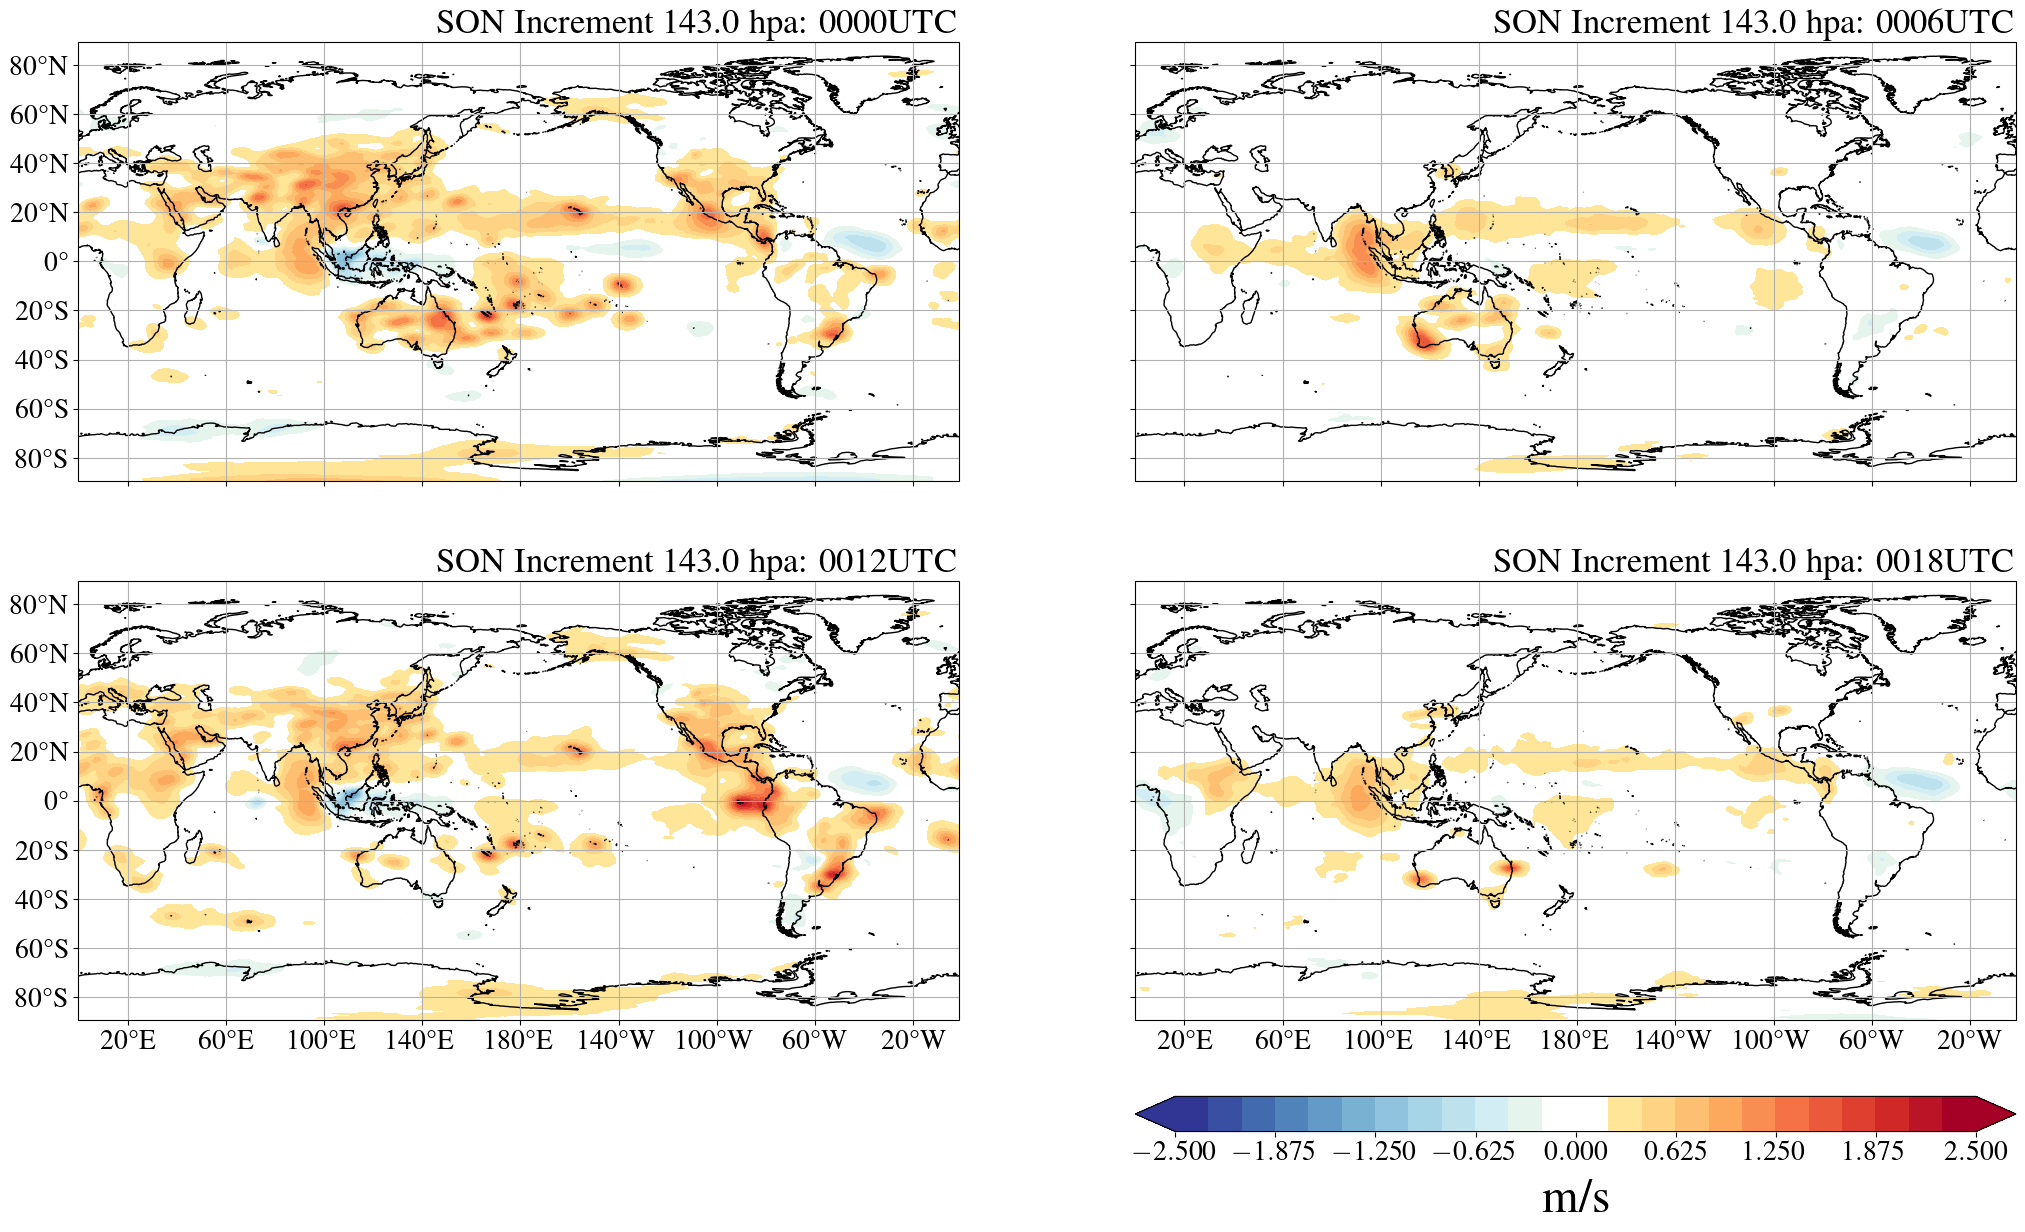 SON Increment 143.0 hpa: 0000UTC
SON Increment 143.0 hpa: 0006UTC
80°N
60°N
40°N
20°N
0°
20°S
40°S
60°S
80°S
SON Increment 143.0 hpa: 0012UTC
SON Increment 143.0 hpa: 0018UTC
80°N
60°N
40°N
20°N
0°
20°S
40°S
60°S
80°S
20°E 60°E 100°E 140°E 180°E 140°W 100°W 60°W 20°W
20°E 60°E 100°E 140°E 180°E 140°W 100°W 60°W 20°W
−2.500 −1.875 −1.250 −0.625 0.000 0.625 1.250 1.875 2.500
m/s